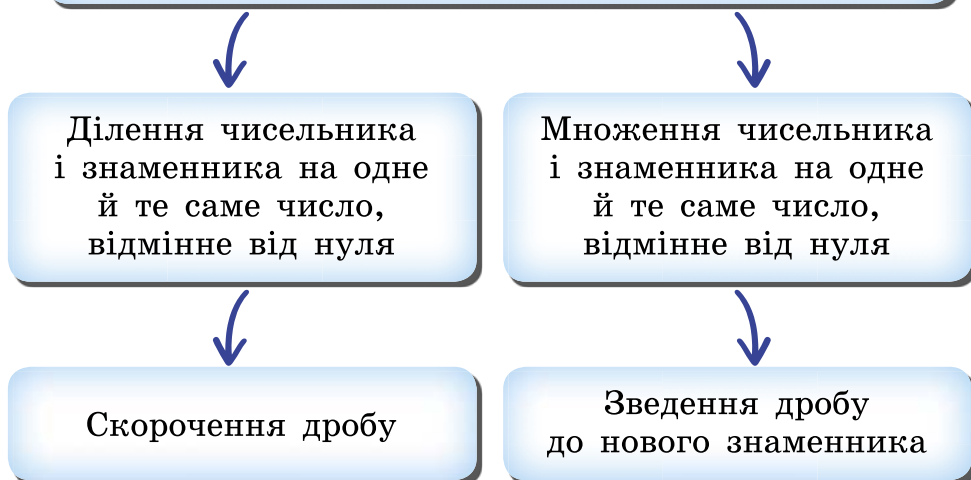 Ділення чисельника
і знаменника на одне
й те саме число,
відмінне від нуля
Множення чисельника
і знаменника на одне
й те саме число,
відмінне від нуля
Скорочення дробу
Зведення дробу
до нового знаменника